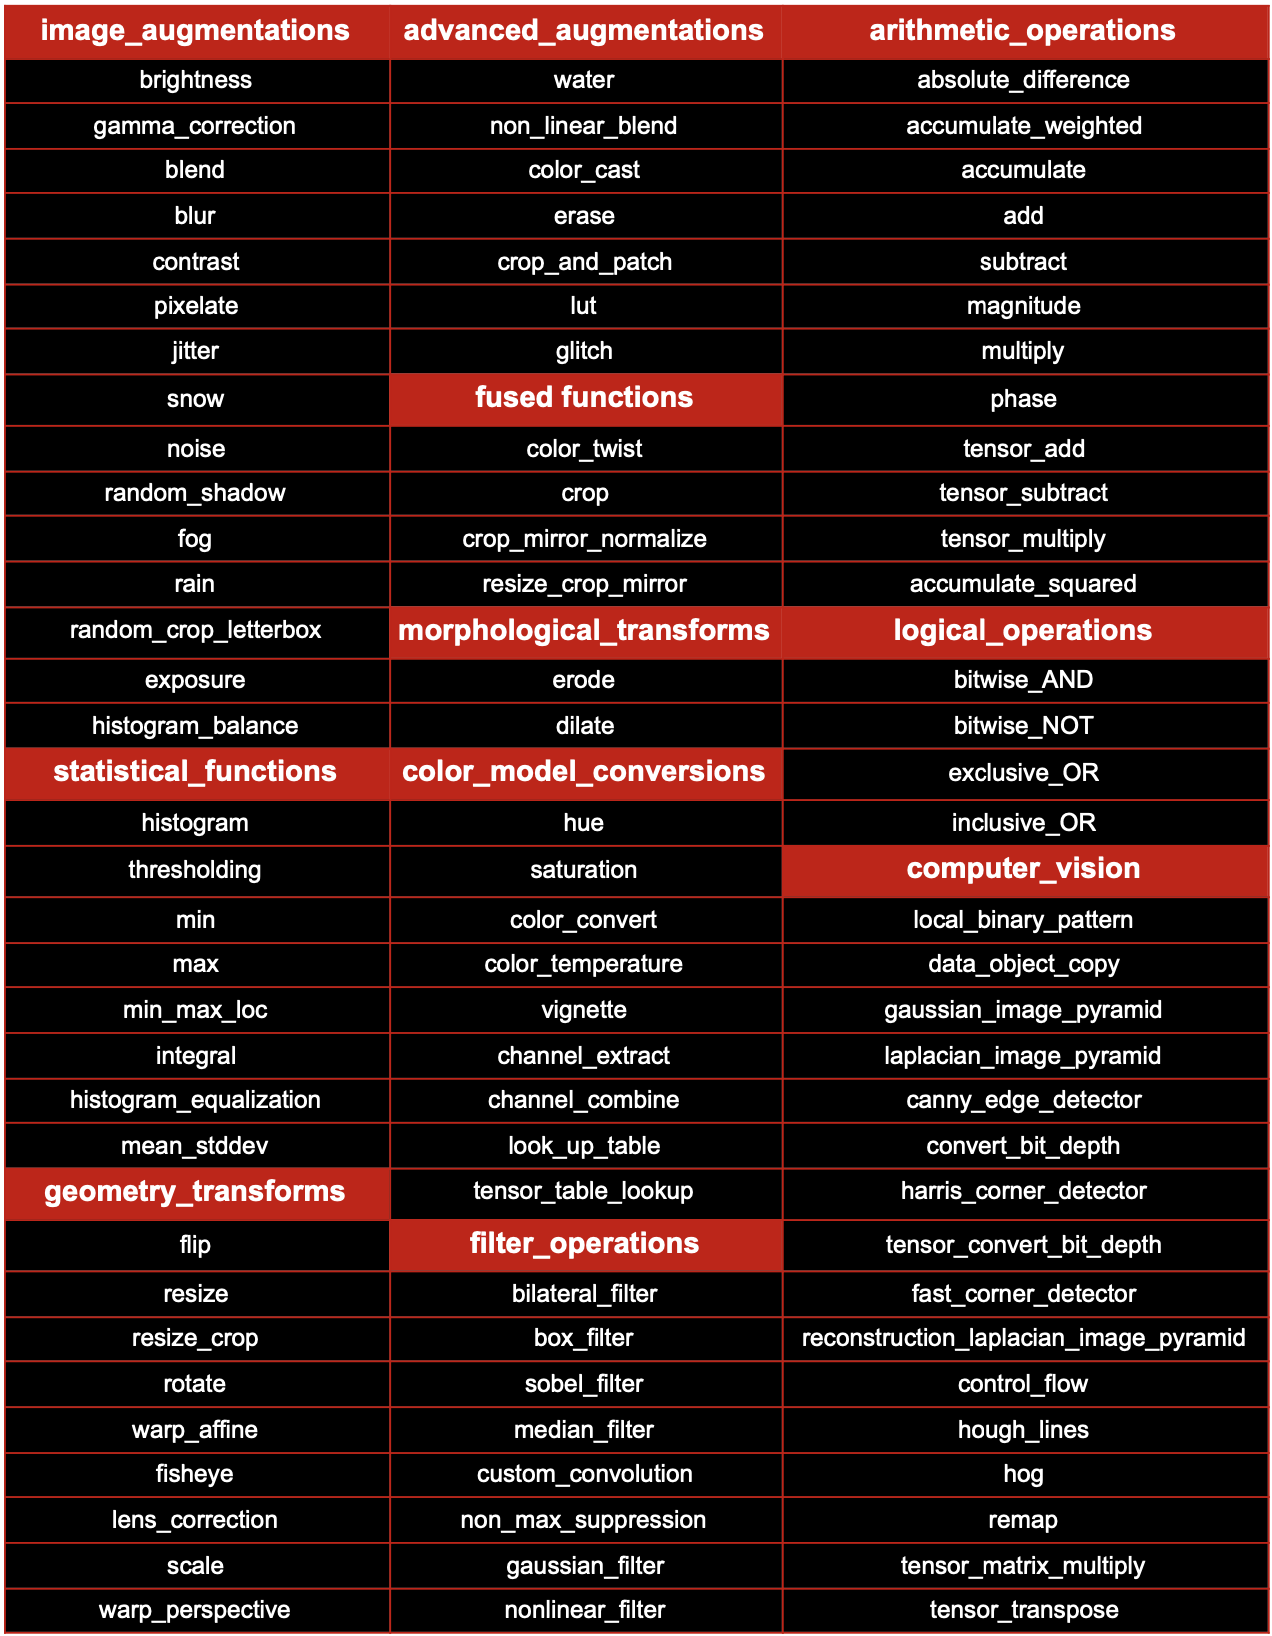 image_augmentations advanced_augmentations arithmetic_operations
brightness water absolute_difference
gamma_correction non_linear_blend accumulate_weighted
blend color_cast accumulate
blur erase add
contrast crop_and_patch subtract
pixelate lut magnitude
jitter glitch multiply
snow fused functions phase
noise color_twist tensor_add
random_shadow crop tensor_subtract
fog crop_mirror_normalize tensor_multiply
rain resize_crop_mirror accumulate_squared
random_crop_letterbox morphological_transforms logical_operations
exposure erode bitwise_AND
histogram_balance dilate bitwise_NOT
statistical_functions color_model_conversions exclusive_OR
histogram hue inclusive_OR
thresholding saturation computer_vision
min color_convert local_binary_pattern
max color_temperature data_object_copy
min_max_loc vignette gaussian_image_pyramid
integral channel_extract laplacian_image_pyramid
histogram_equalization channel_combine canny_edge_detector
mean_stddev look_up_table convert_bit_depth
geometry_transforms tensor_table_lookup harris_corner_detector
flip filter_operations tensor_convert_bit_depth
resize bilateral_filter fast_corner_detector
resize_crop box_filter reconstruction_laplacian_image_pyramid
rotate sobel_filter control_flow
warp_affine median_filter hough_lines
fisheye custom_convolution hog
lens_correction non_max_suppression remap
scale gaussian_filter tensor_matrix_multiply
warp_perspective nonlinear_filter tensor_transpose